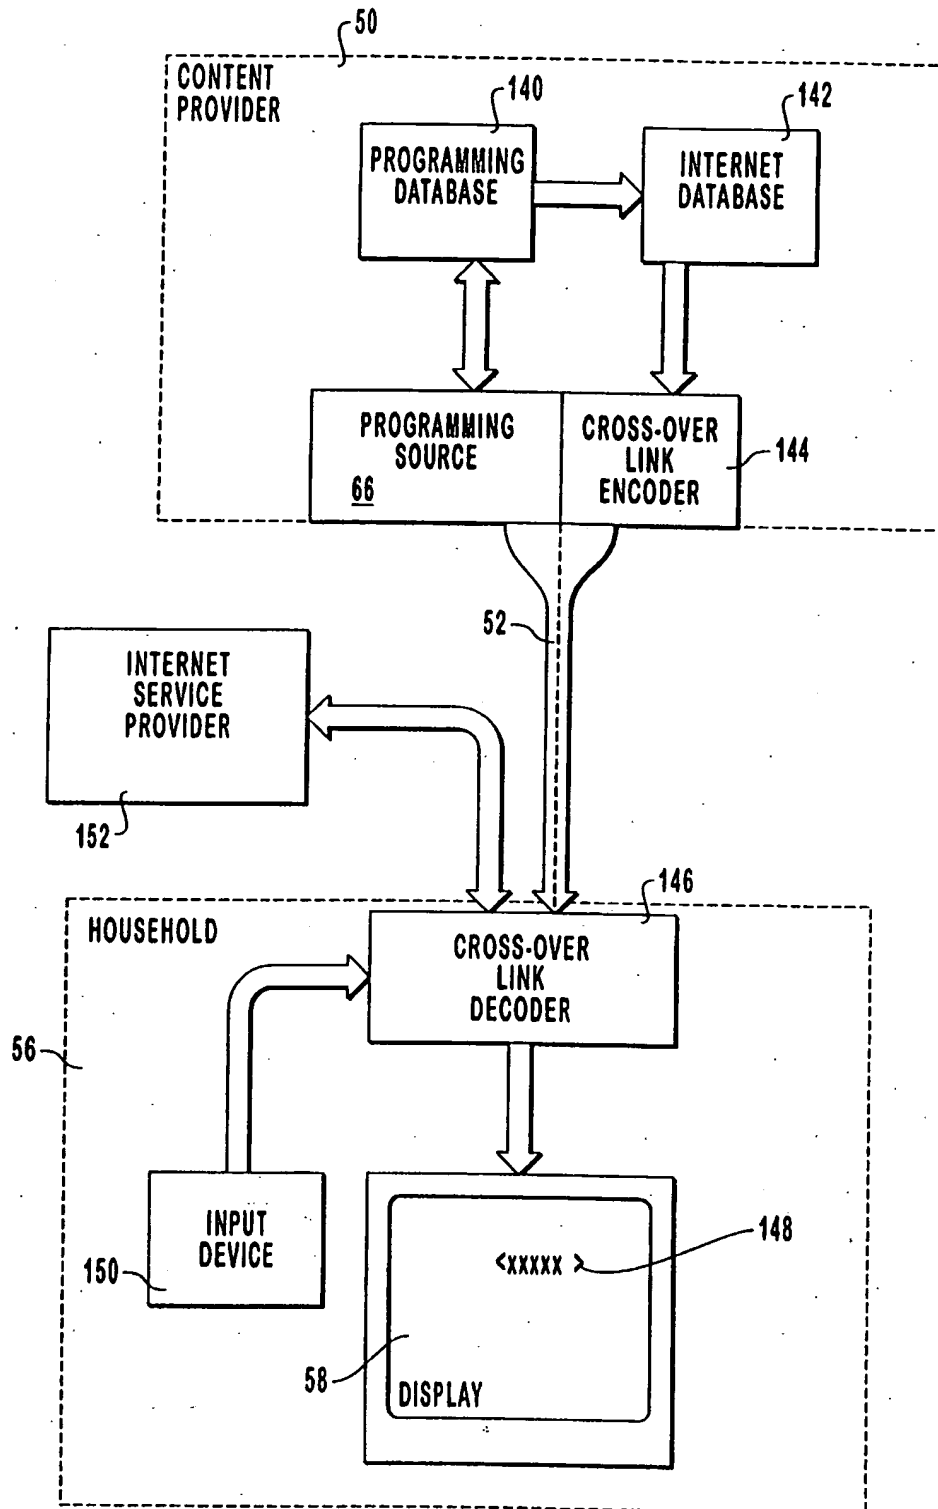 50
CONTENT
PROVIDER
140
142
PROGRAMMING
DATABASE
INTERNET
DATABASE
PROGRAMMING
SOURCE
66
CROSS-OVER
LINK
ENCODER
144
52
INTERNET
SERVICE
PROVIDER
152
146
HOUSEHOLD
CROSS-OVER
LINK
DECODER
56
INPUT
DEVICE
150
<xxxxx >
148
58
DISPLAY